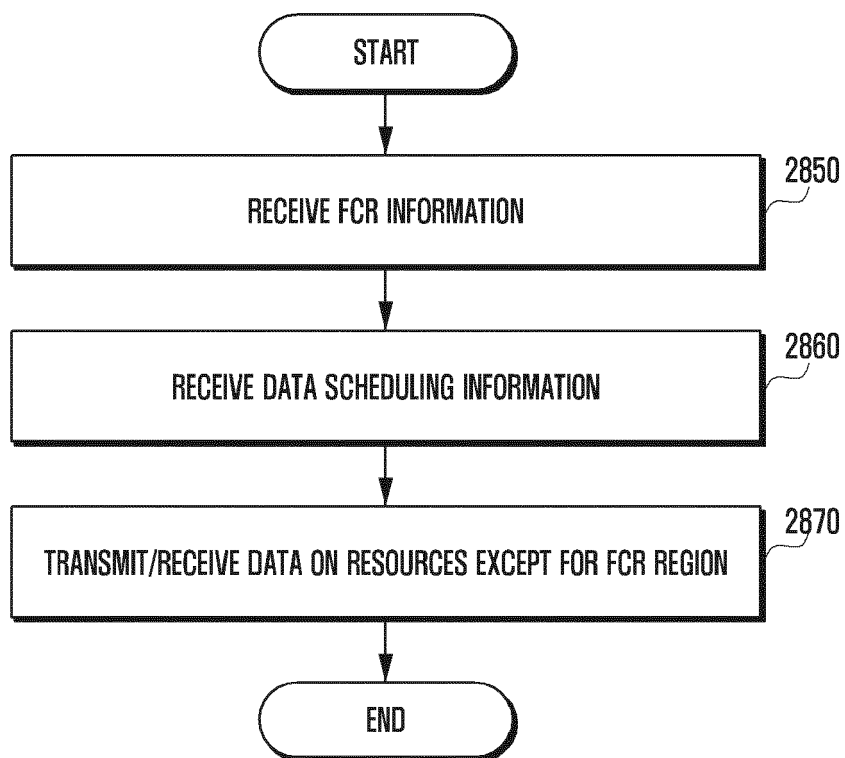 START
2850
RECEIVE FCR INFORMATION
2860
RECEIVE DATA SCHEDULING INFORMATION
2870
TRANSMIT/RECEIVE DATA ON RESOURCES EXCEPT FOR FCR REGION
END